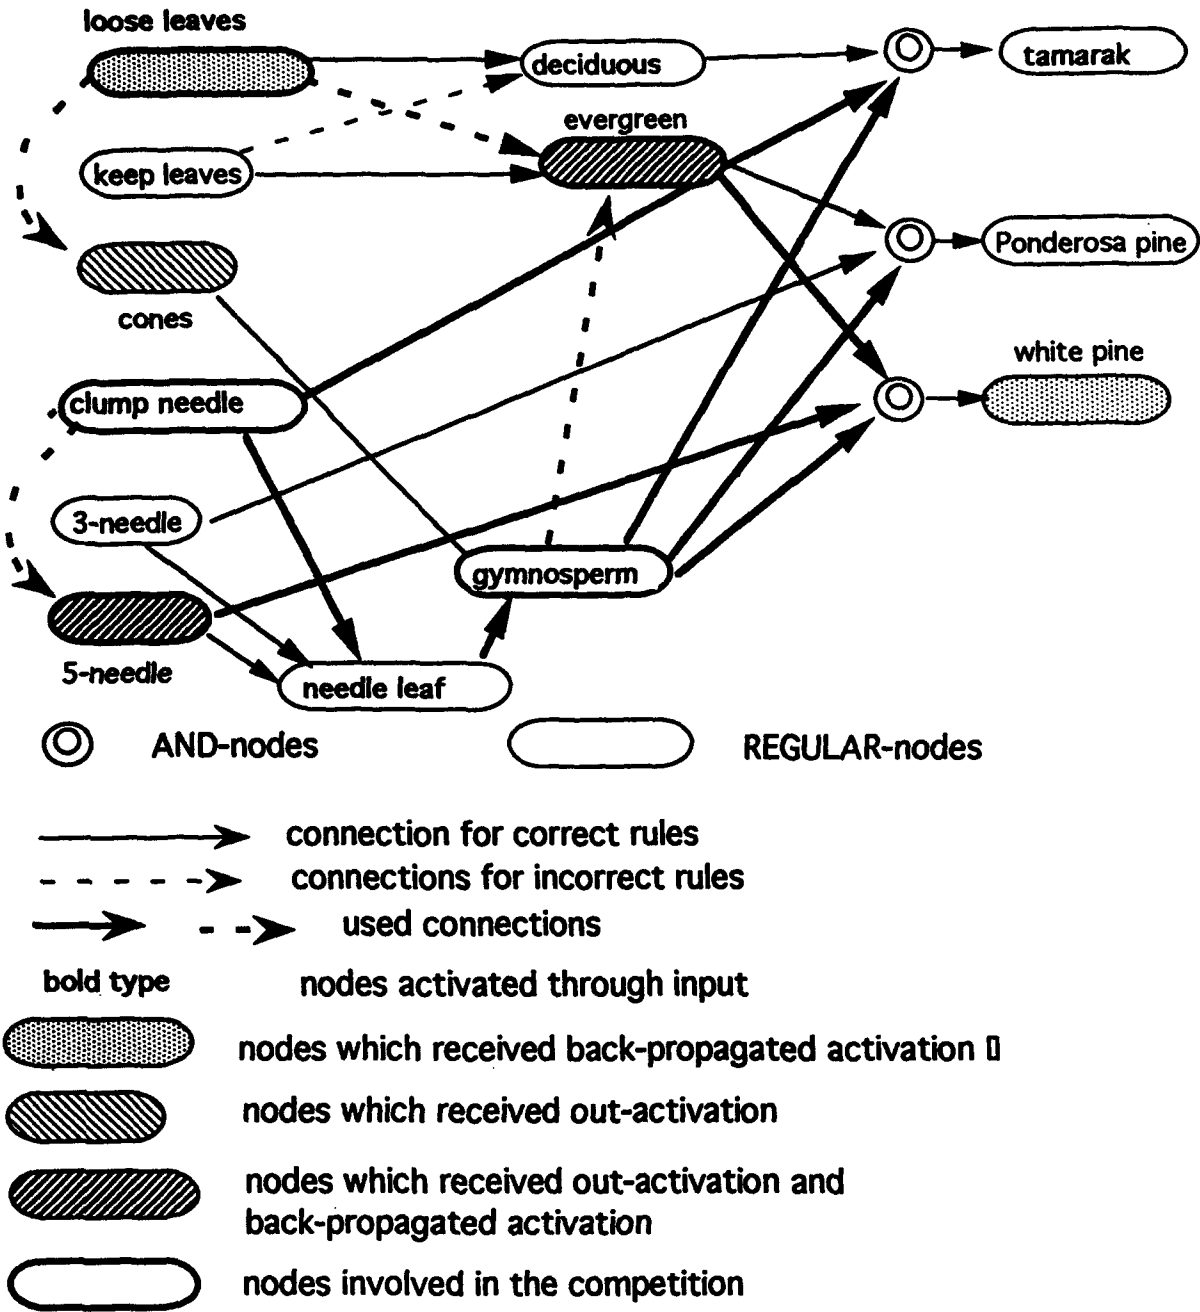 loose leaves
deciduous
tamarak
evergreen
keep leaves
Ponderosa pine
cones
white pine
clump needle
3-needle
gymnosperm
5-needle
needle leaf
AND-nodes
REGULAR-nodes
connection for correct rules
connections for incorrect rules
used connections
bold type
nodes activated through input
nodes which received back-propagated activation
nodes which received out-activation
nodes which received out-activation and
back-propagated activation
nodes involved in the competition